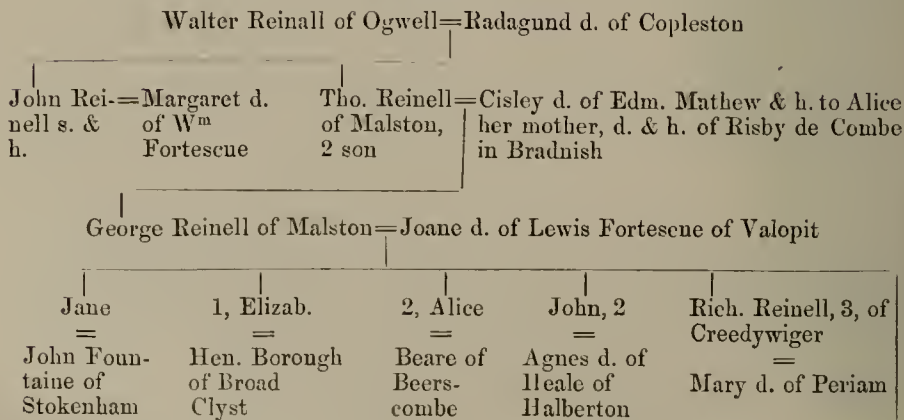 Walter Reinall of Ogwell=Radagund d. of Copleston
John Rei-=Margaret d.
nell s. & of Wm
h. Fortescue
Tho. Reinell=Cisley d. of Edm. Mathew & h. to Alice
of Malston, her mother, d. & h. of Risby de Combe
2 son in Bradnish
George Reinell of Malston=Joane d. of Lewis Fortescue of Valopit
Jane
=
John Foun-
taine of
Stokenham
1, Elizab.
=
Hen. Borough
of Broad
Clyst
2, Alice
=
Beare of
Beers-
combe
John, 2
=
Agnes d. of
Heale of
Halberton
Rich. Reinell, 3, of
Creedywiger
=
Mary d. of Periam